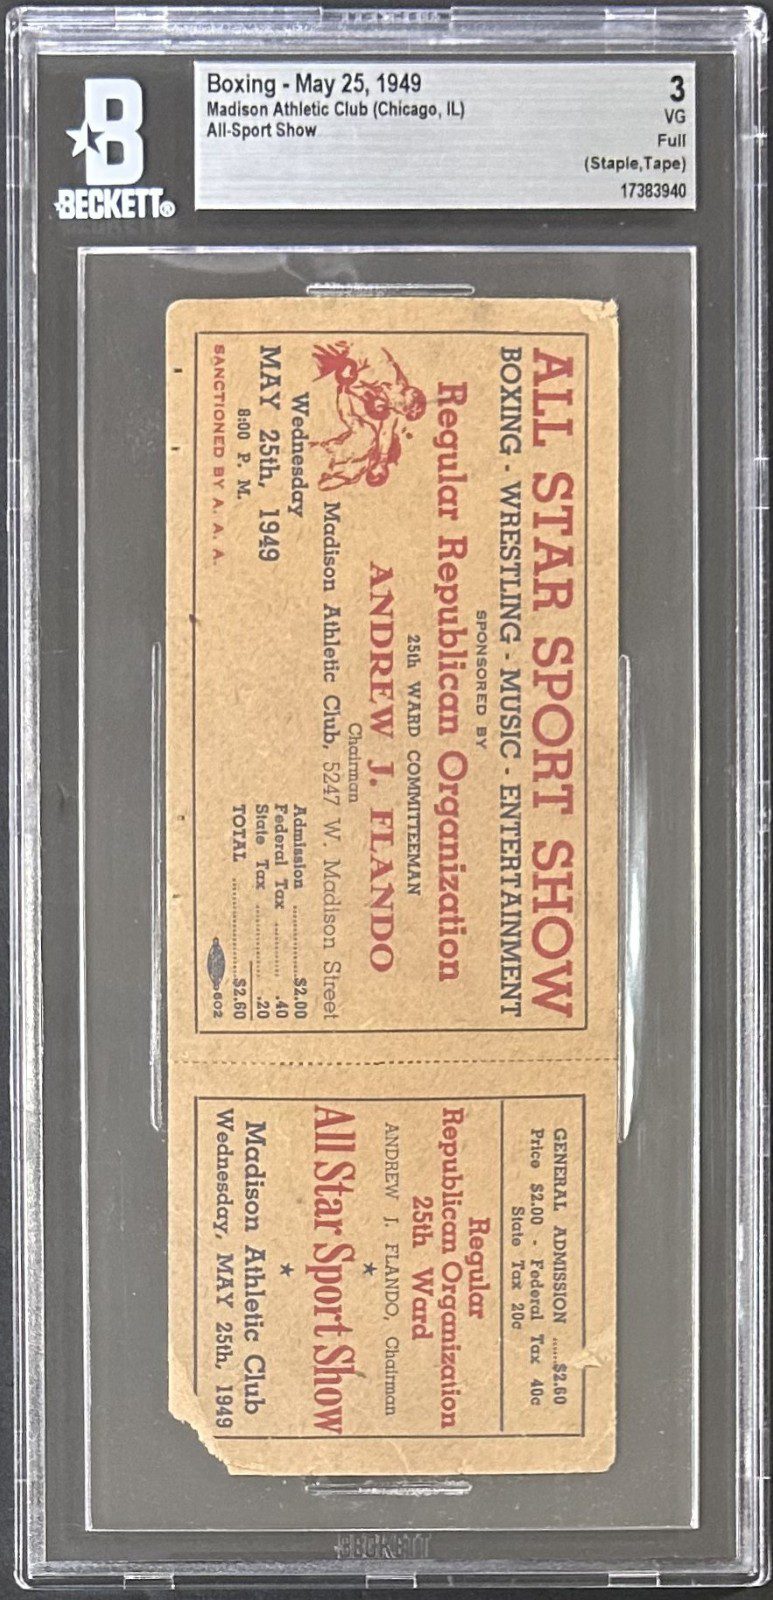 B
BECKETT®
Boxing - May 25, 1949
Madison Athletic Club (Chicago, IL)
All-Sport Show
3
VG
Full
(Staple,Tape)
17383940
ALL STAR SPORT SHOW
BOXING - WRESTLING - MUSIC - ENTERTAINMENT
SPONSORED BY
Regular Republican Organization
25th WARD COMMITTEEMAN
ANDREW J. FLANDO
Chairman
Madison Athletic Club, 5247 W. Madison Street
Wednesday
MAY 25th, 1949
8:00 P. M.
SANCTIONED BY A. A. A.
Admission ..........$2.00
Federal Tax .......... .40
State Tax .............. .20
TOTAL ..............$2.60
602
GENERAL ADMISSION ......$2.60
Price $2.00 - Federal Tax 40c
State Tax 20c
Regular
Republican Organization
25th Ward
ANDREW J. FLANDO, Chairman
★
All Star Sport Show
★
Madison Athletic Club
Wednesday, MAY 25th, 1949
BECKETT